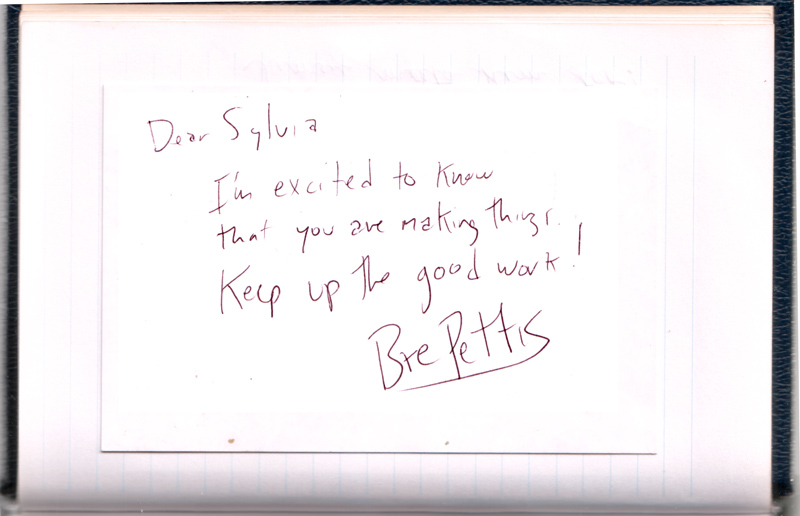 Dear Sylvia
I'm excited to know
that you are making things.
Keep up the good work!
Bre Pettis